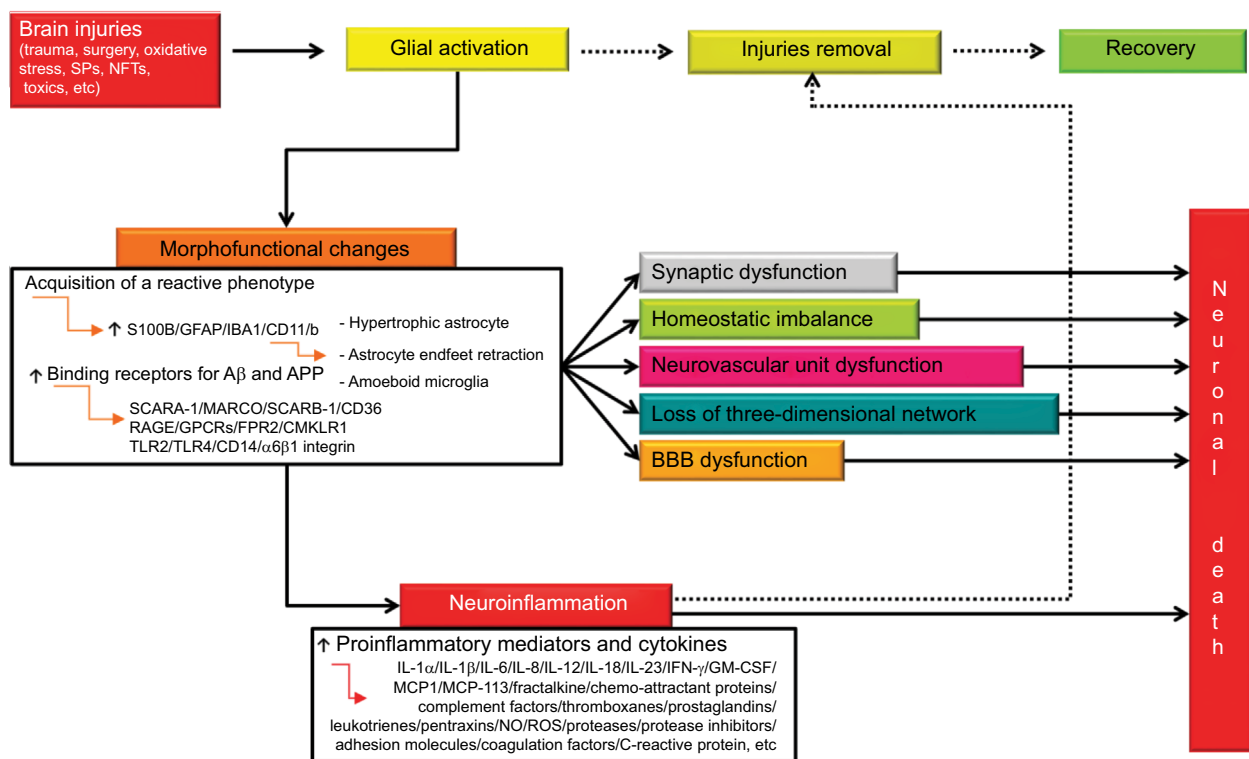 Brain injuries
(trauma, surgery, oxidative
stress, SPs, NFTs,
toxics, etc)
Glial activation
Injuries removal
Recovery
Morphofunctional changes
Acquisition of a reactive phenotype
↑ S100B/GFAP/IBA1/CD11/b
- Hypertrophic astrocyte
- Astrocyte endfeet retraction
- Amoeboid microglia
↑ Binding receptors for Aβ and APP
SCARA-1/MARCO/SCARB-1/CD36
RAGE/GPCRs/FPR2/CMKLR1
TLR2/TLR4/CD14/α6β1 integrin
Synaptic dysfunction
Homeostatic imbalance
Neurovascular unit dysfunction
Loss of three-dimensional network
BBB dysfunction
Neuronal death
Neuroinflammation
↑ Proinflammatory mediators and cytokines
IL-1α/IL-1β/IL-6/IL-8/IL-12/IL-18/IL-23/IFN-γ/GM-CSF/
MCP1/MCP-113/fractalkine/chemo-attractant proteins/
complement factors/thromboxanes/prostaglandins/
leukotrienes/pentraxins/NO/ROS/proteases/protease inhibitors/
adhesion molecules/coagulation factors/C-reactive protein, etc